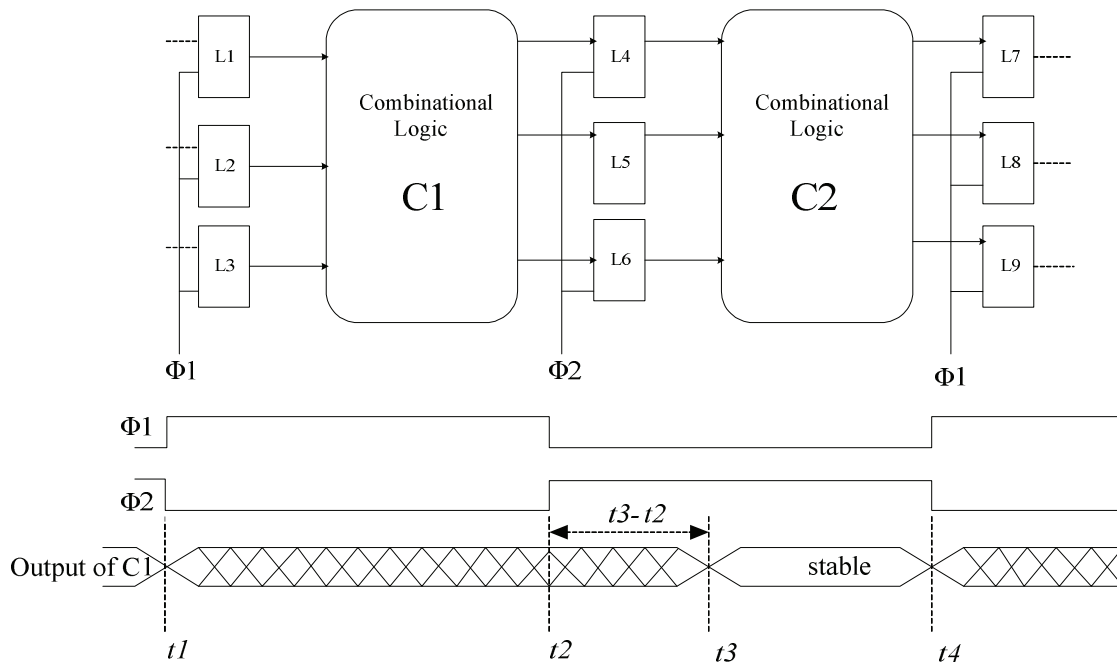 L1
L4
L7
Combinational
Logic
C1
Combinational
Logic
C2
L2
L5
L8
L3
L6
L9
Φ1
Φ2
Φ1
Φ1
Φ2
t3- t2
Output of C1
stable
t1
t2
t3
t4